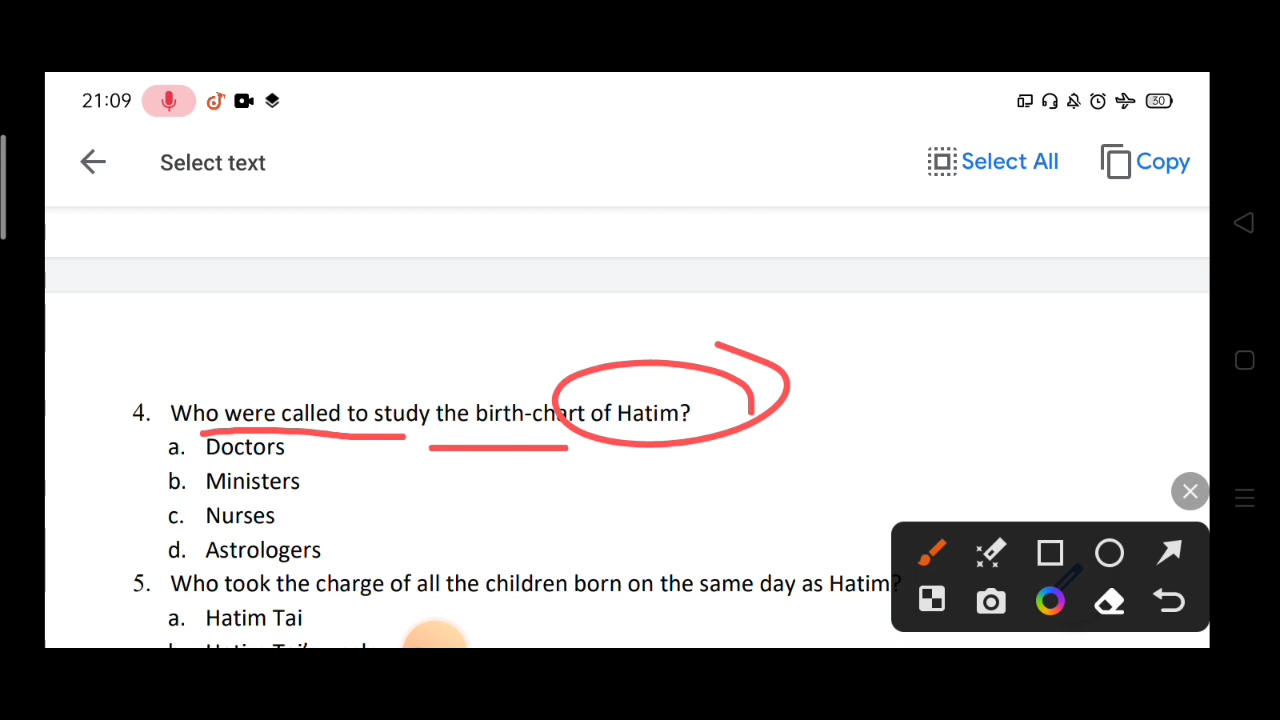 21:09
30
Select text
Select All
Copy
4. Who were called to study the birth-chart of Hatim?
a. Doctors
b. Ministers
c. Nurses
d. Astrologers
5. Who took the charge of all the children born on the same day as Hatim?
a. Hatim Tai